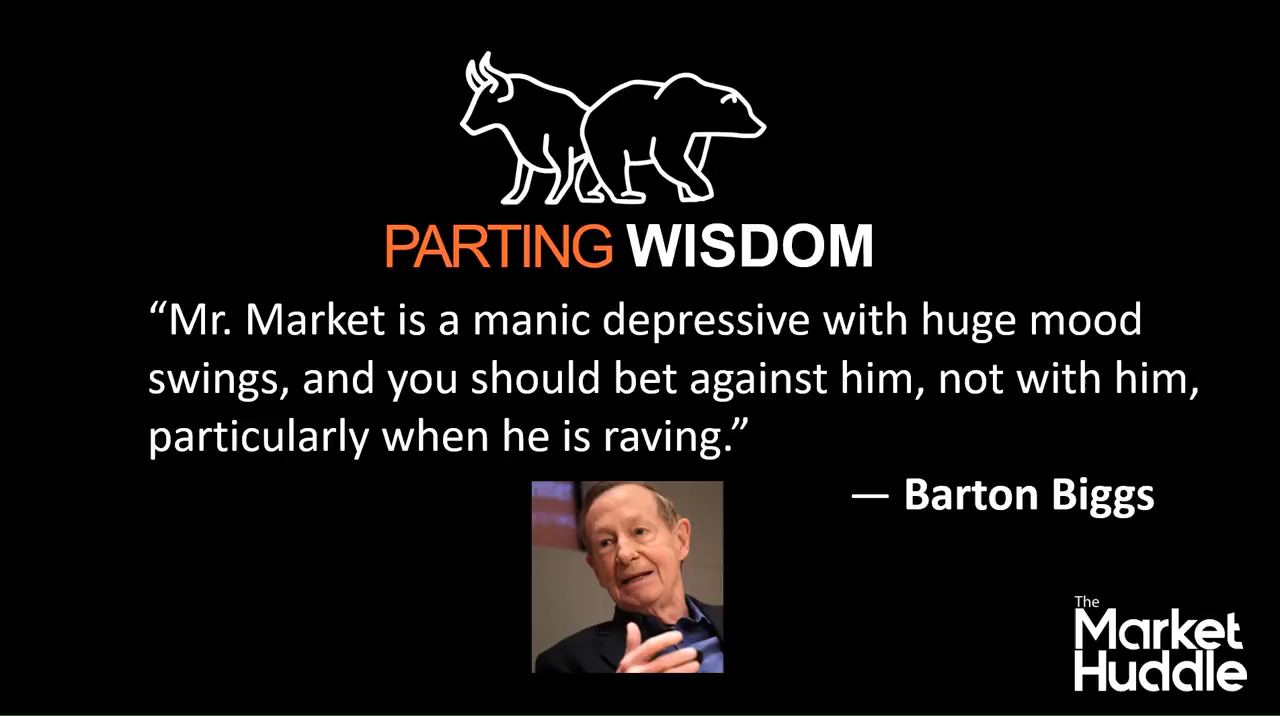 PARTING WISDOM
“Mr. Market is a manic depressive with huge mood
swings, and you should bet against him, not with him,
particularly when he is raving.”
— Barton Biggs
The
Market
Huddle